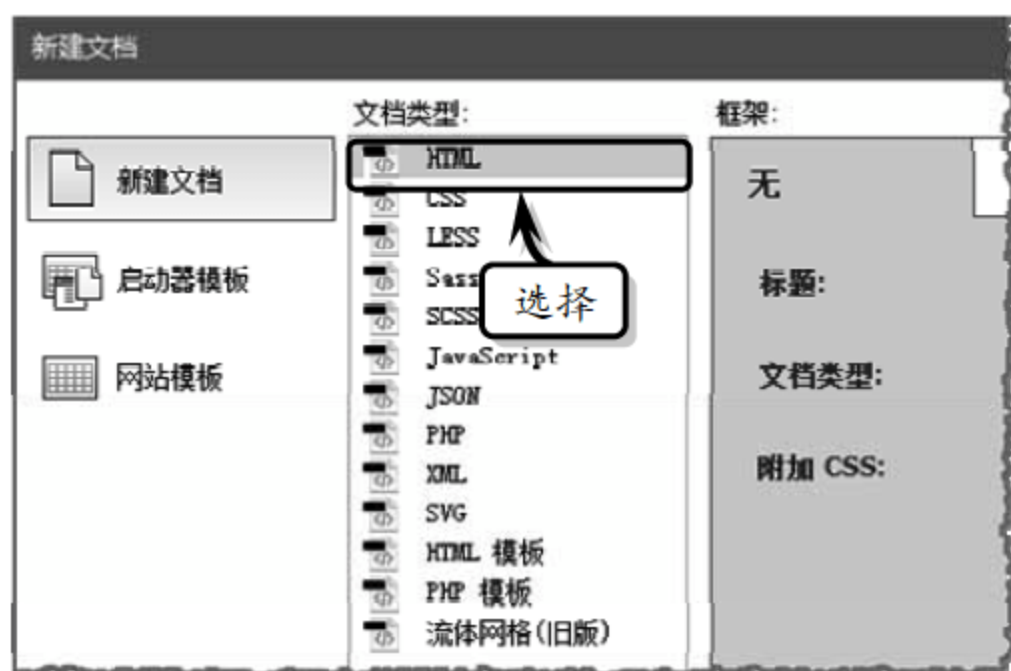 新建文档
文档类型:
框架:
新建文档
启动器模板
网站模板
HTML
CSS
LESS
Sass
SCSS
JavaScript
JSON
PHP
XML
SVG
HTML 模板
PHP 模板
流体网格(旧版)
选择
无
标题:
文档类型:
附加 CSS: